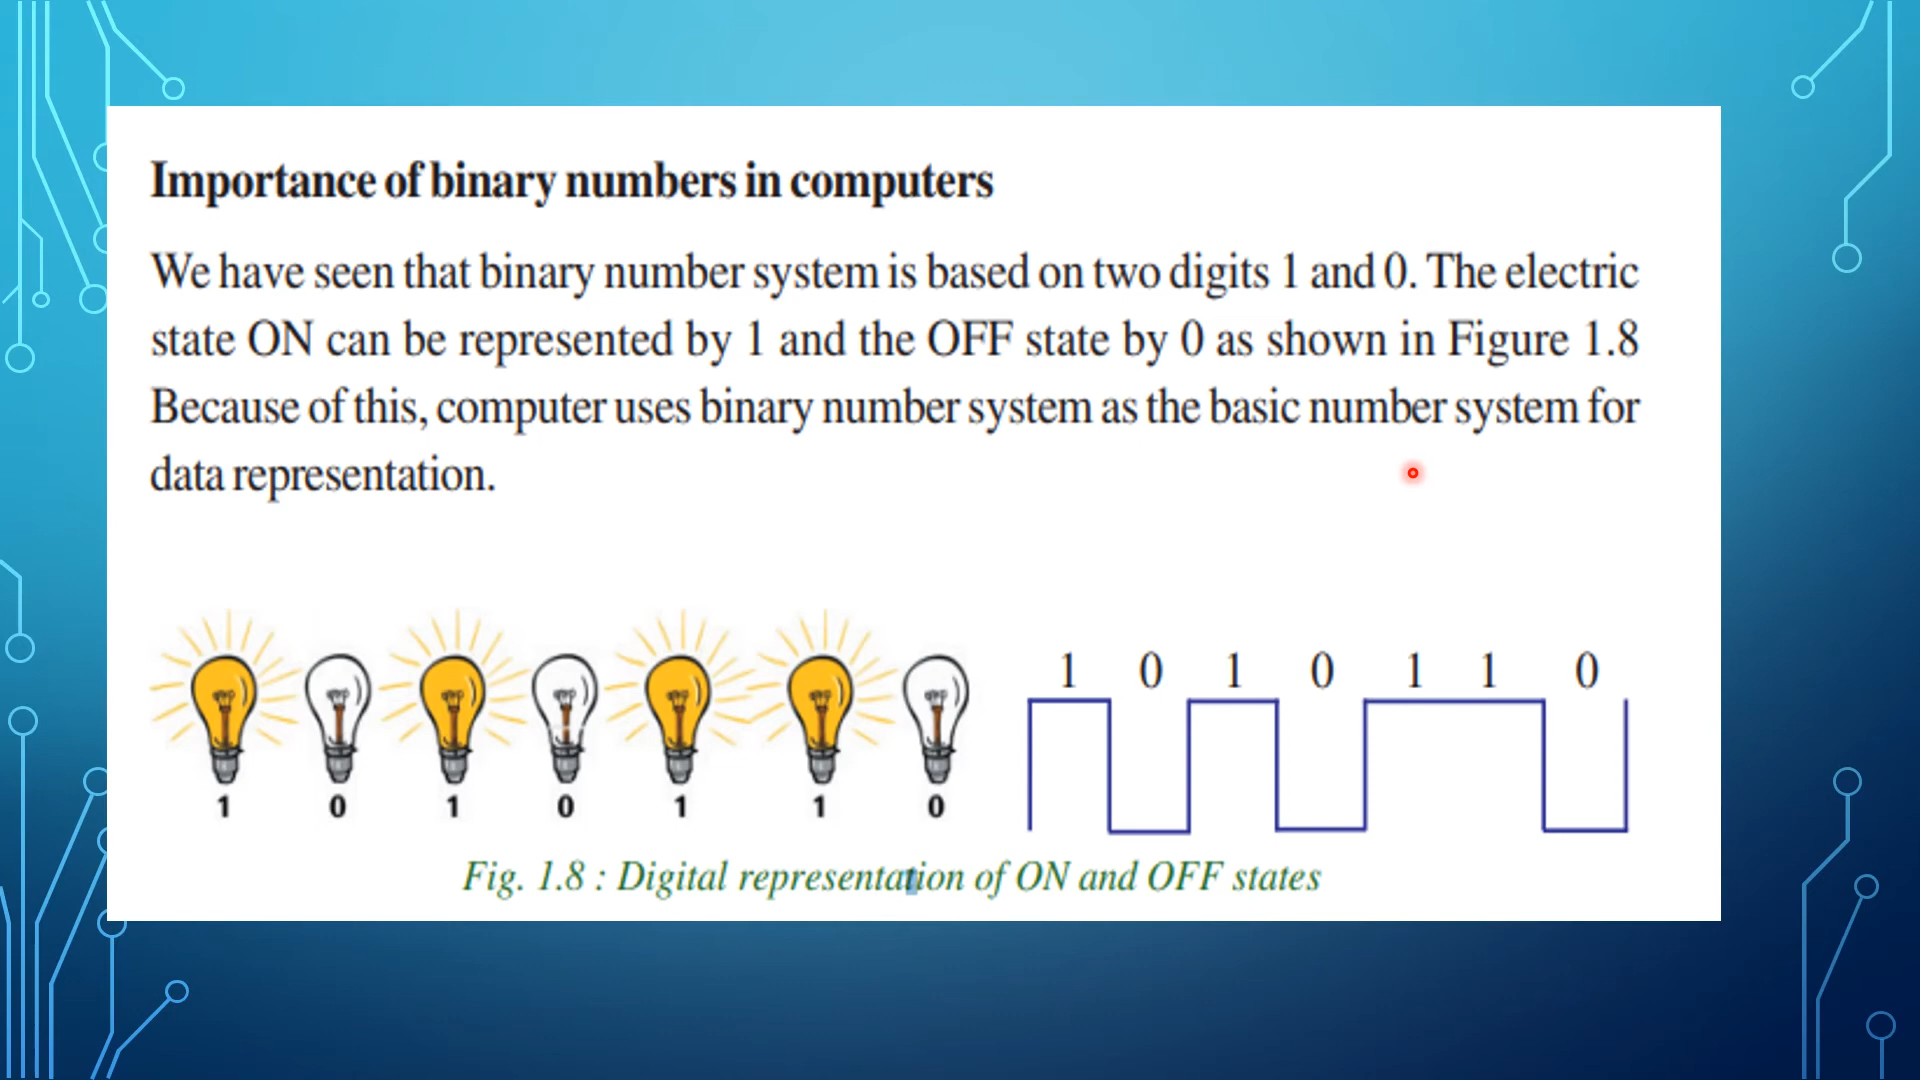 Importance of binary numbers in computers
We have seen that binary number system is based on two digits 1 and 0. The electric
state ON can be represented by 1 and the OFF state by 0 as shown in Figure 1.8
Because of this, computer uses binary number system as the basic number system for
data representation.
1 0 1 0 1 1 0
1 0 1 0 1 1 0
Fig. 1.8 : Digital representation of ON and OFF states